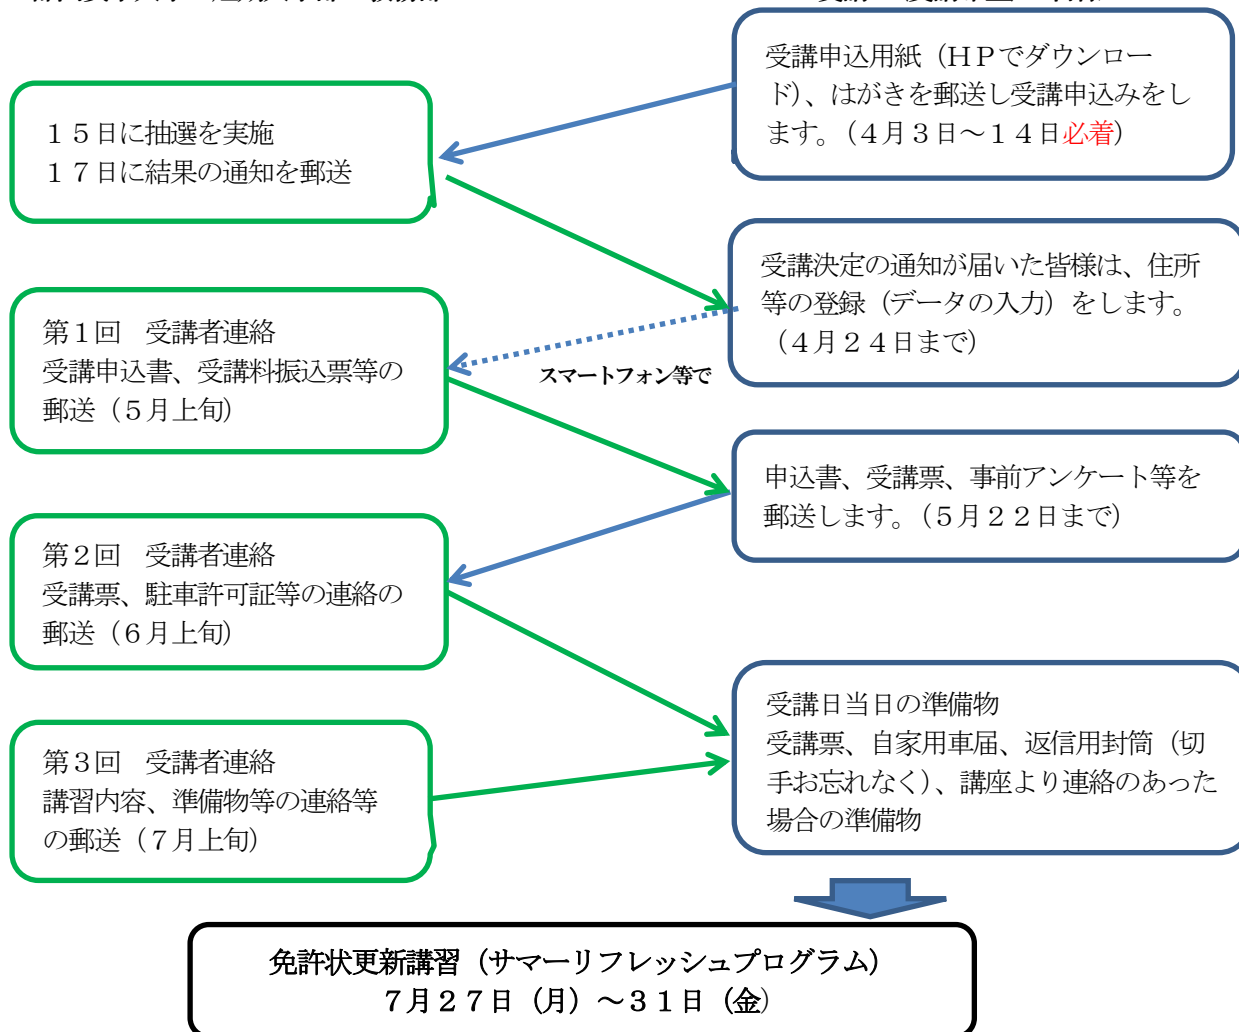 受講申込用紙（ＨＰでダウンロー
ド）、はがきを郵送し受講申込みをし
ます。（４月３日～１４日必着）
１５日に抽選を実施
１７日に結果の通知を郵送
受講決定の通知が届いた皆様は、住所
等の登録（データの入力）をします。
（４月２４日まで）
第１回　受講者連絡
受講申込書、受講料振込票等の
郵送（５月上旬）
スマートフォン等で
申込書、受講票、事前アンケート等を
郵送します。（５月２２日まで）
第２回　受講者連絡
受講票、駐車許可証等の連絡の
郵送（６月上旬）
受講日当日の準備物
受講票、自家用車届、返信用封筒（切
手お忘れなく）、講座より連絡のあった
場合の準備物
第３回　受講者連絡
講習内容、準備物等の連絡等
の郵送（７月上旬）
免許状更新講習（サマーリフレッシュプログラム）
７月２７日（月）～３１日（金）